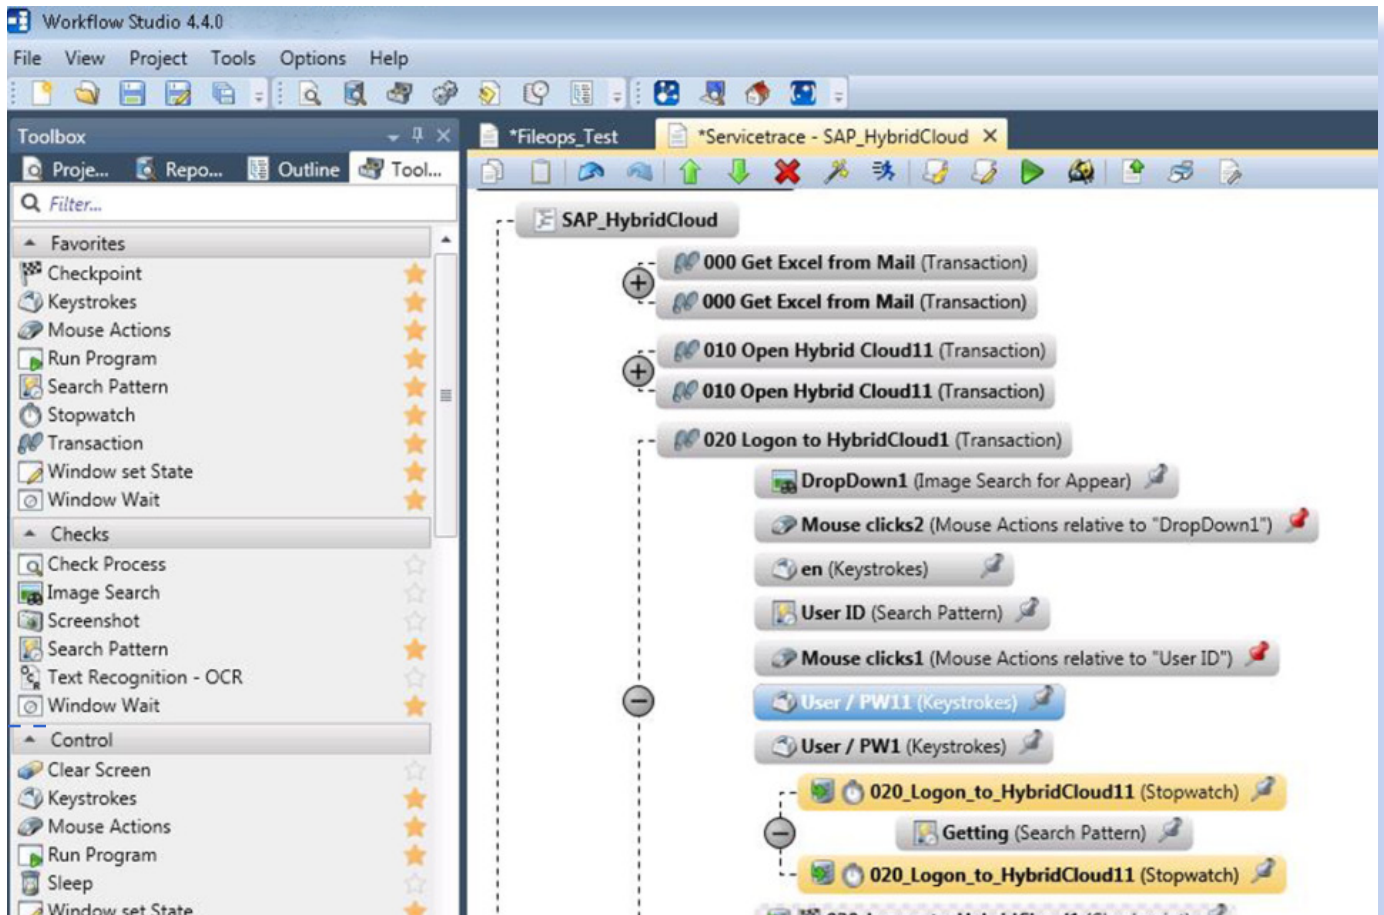 Workflow Studio 4.4.0
File View Project Tools Options Help
Toolbox
Proje... Repo... Outline Tool...
Filter...
Favorites
Checkpoint
Keystrokes
Mouse Actions
Run Program
Search Pattern
Stopwatch
Transaction
Window set State
Window Wait
Checks
Check Process
Image Search
Screenshot
Search Pattern
Text Recognition - OCR
Window Wait
Control
Clear Screen
Keystrokes
Mouse Actions
Run Program
Sleep
Window set State
*Fileops_Test *Servicetrace - SAP_HybridCloud
SAP_HybridCloud
000 Get Excel from Mail (Transaction)
000 Get Excel from Mail (Transaction)
010 Open Hybrid Cloud11 (Transaction)
010 Open Hybrid Cloud11 (Transaction)
020 Logon to HybridCloud1 (Transaction)
DropDown1 (Image Search for Appear)
Mouse clicks2 (Mouse Actions relative to "DropDown1")
en (Keystrokes)
User ID (Search Pattern)
Mouse clicks1 (Mouse Actions relative to "User ID")
User / PW11 (Keystrokes)
User / PW1 (Keystrokes)
020_Logon_to_HybridCloud11 (Stopwatch)
Getting (Search Pattern)
020_Logon_to_HybridCloud11 (Stopwatch)